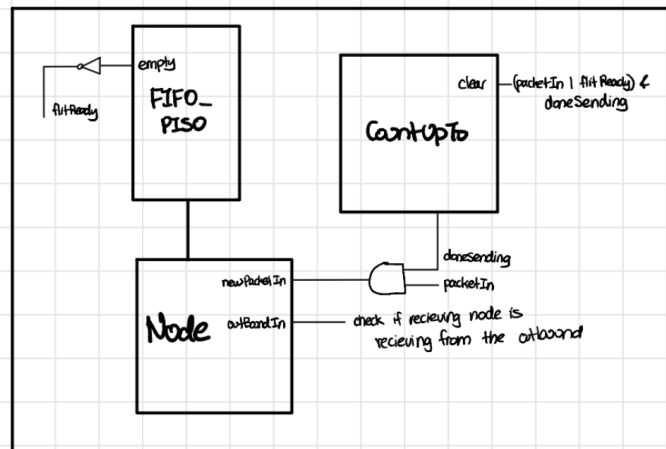 empty
flitReady
FIFO_
PISO
clear
(packetIn | flitReady) &
doneSending
CountUpTo
doneSending
packetIn
newPacketIn
Node
outBoundIn
check if recieving node is
recieving from the outbound